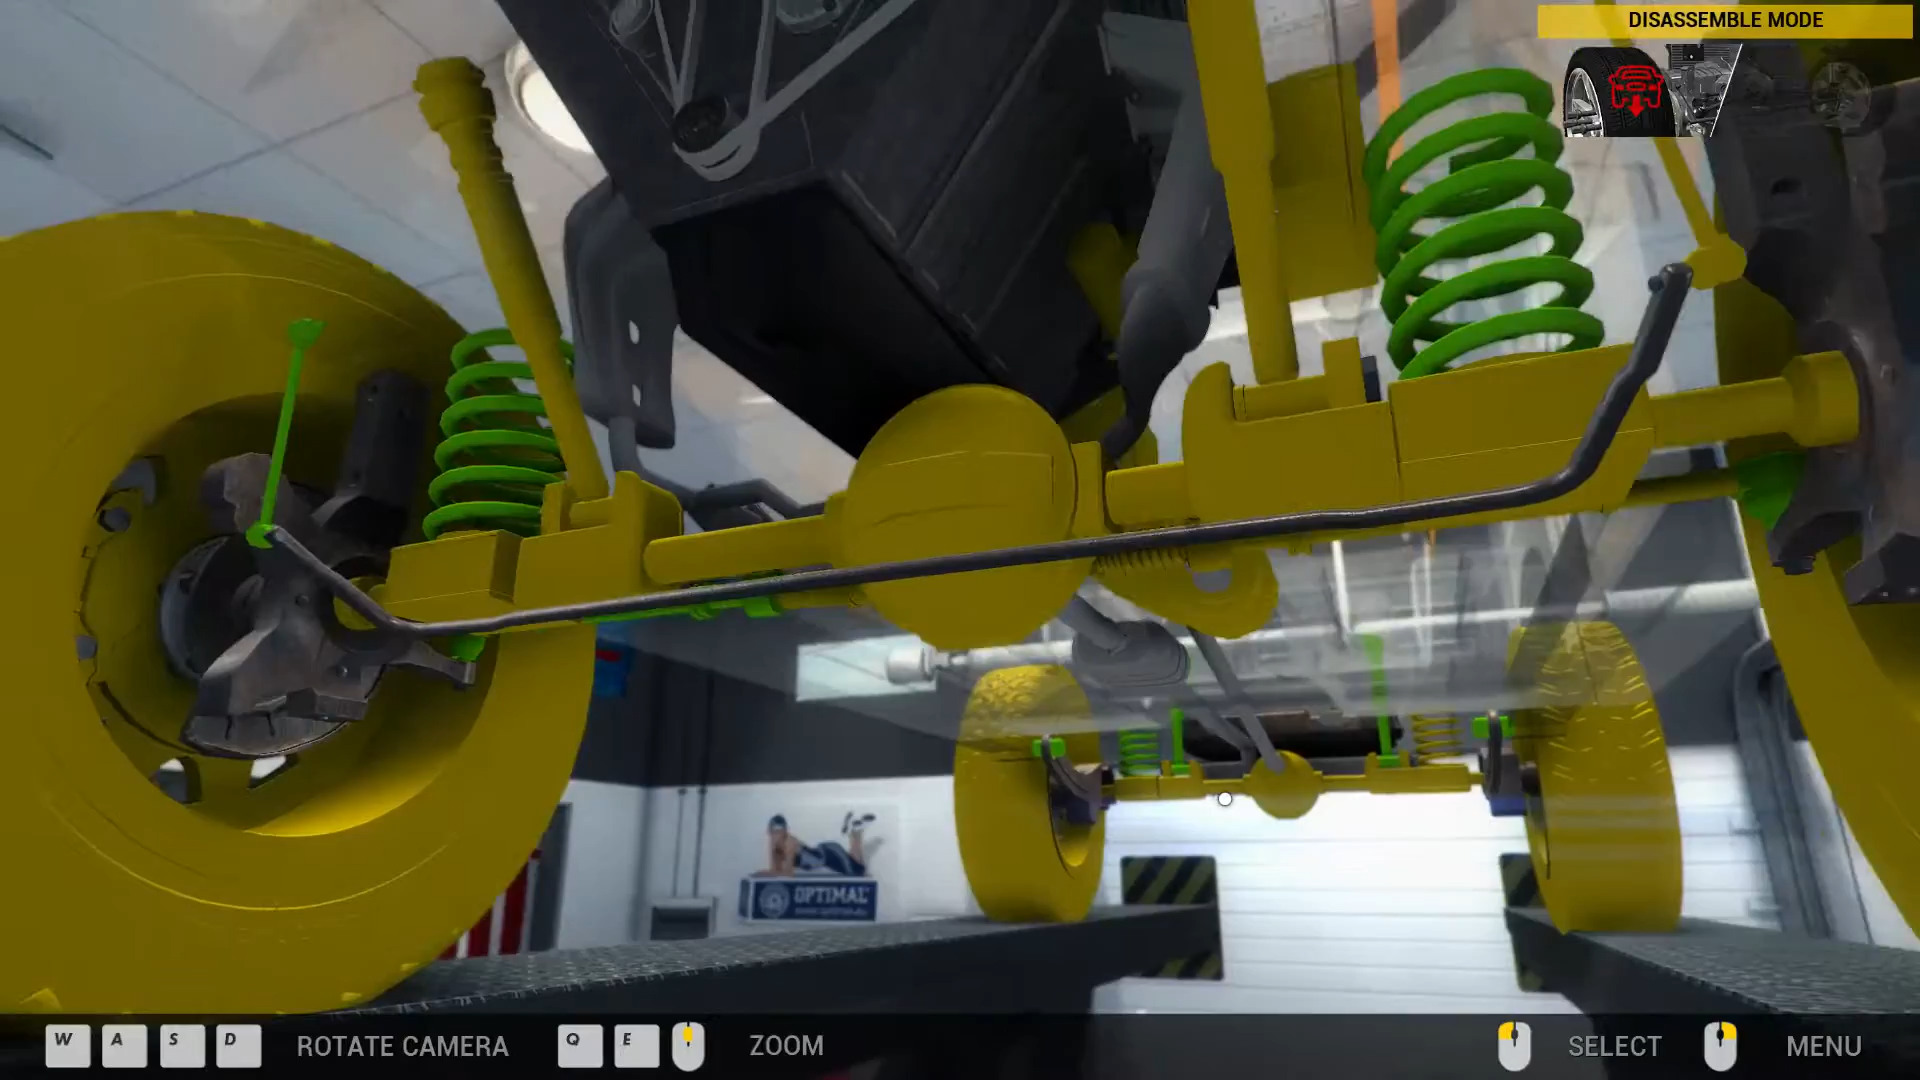 DISASSEMBLE MODE
OPTIMAL
W A S D ROTATE CAMERA Q E ZOOM SELECT MENU